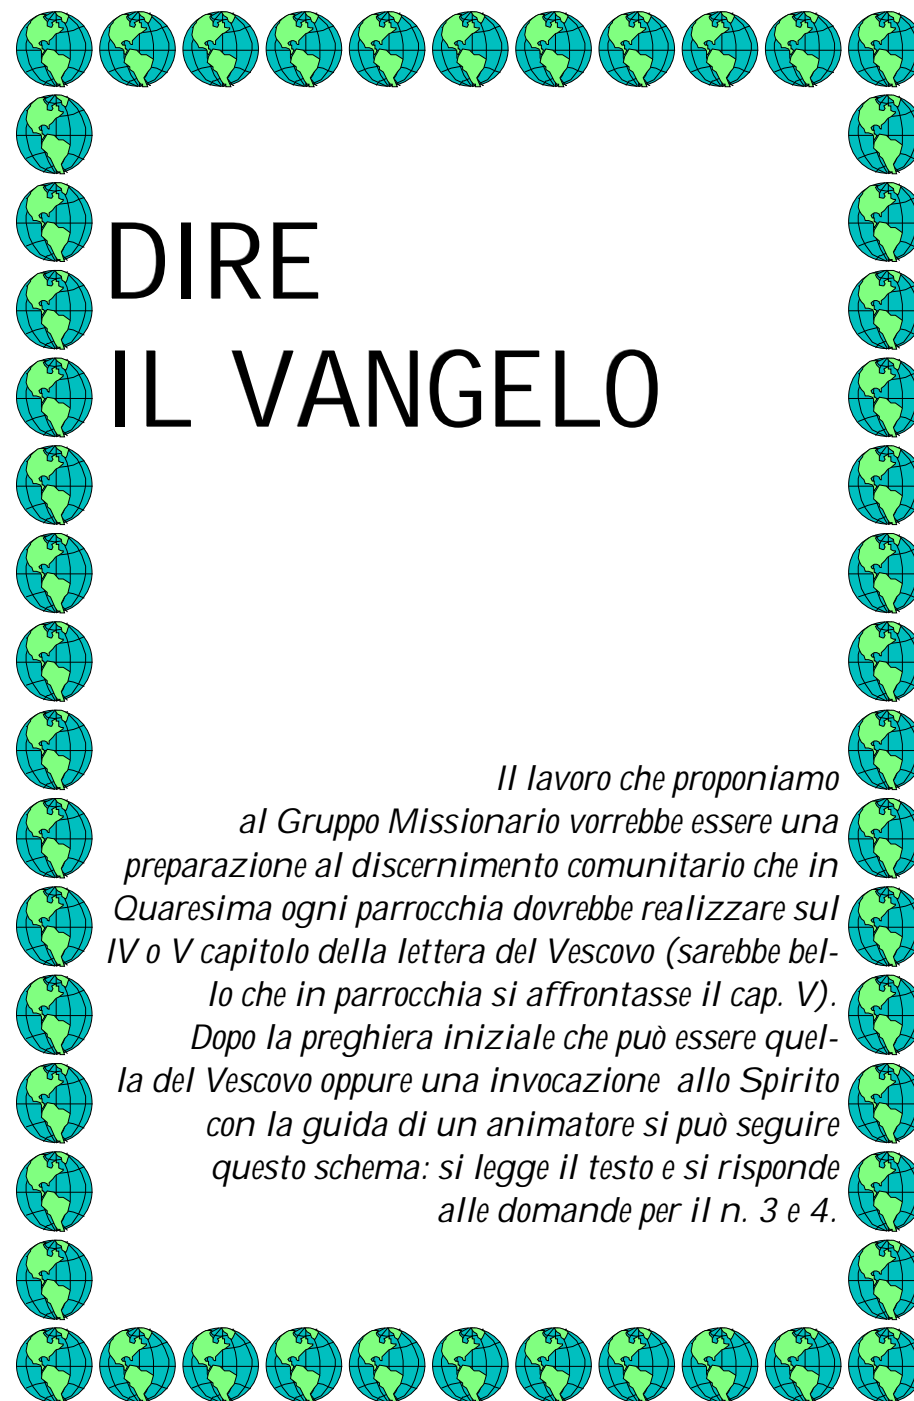 DIRE
IL VANGELO
Il lavoro che proponiamo
al Gruppo Missionario vorrebbe essere una
preparazione al discernimento comunitario che in
Quaresima ogni parrocchia dovrebbe realizzare sul
IV o V capitolo della lettera del Vescovo (sarebbe bel-
lo che in parrocchia si affrontasse il cap. V).
Dopo la preghiera iniziale che può essere quel-
la del Vescovo oppure una invocazione allo Spirito
con la guida di un animatore si può seguire
questo schema: si legge il testo e si risponde
alle domande per il n. 3 e 4.